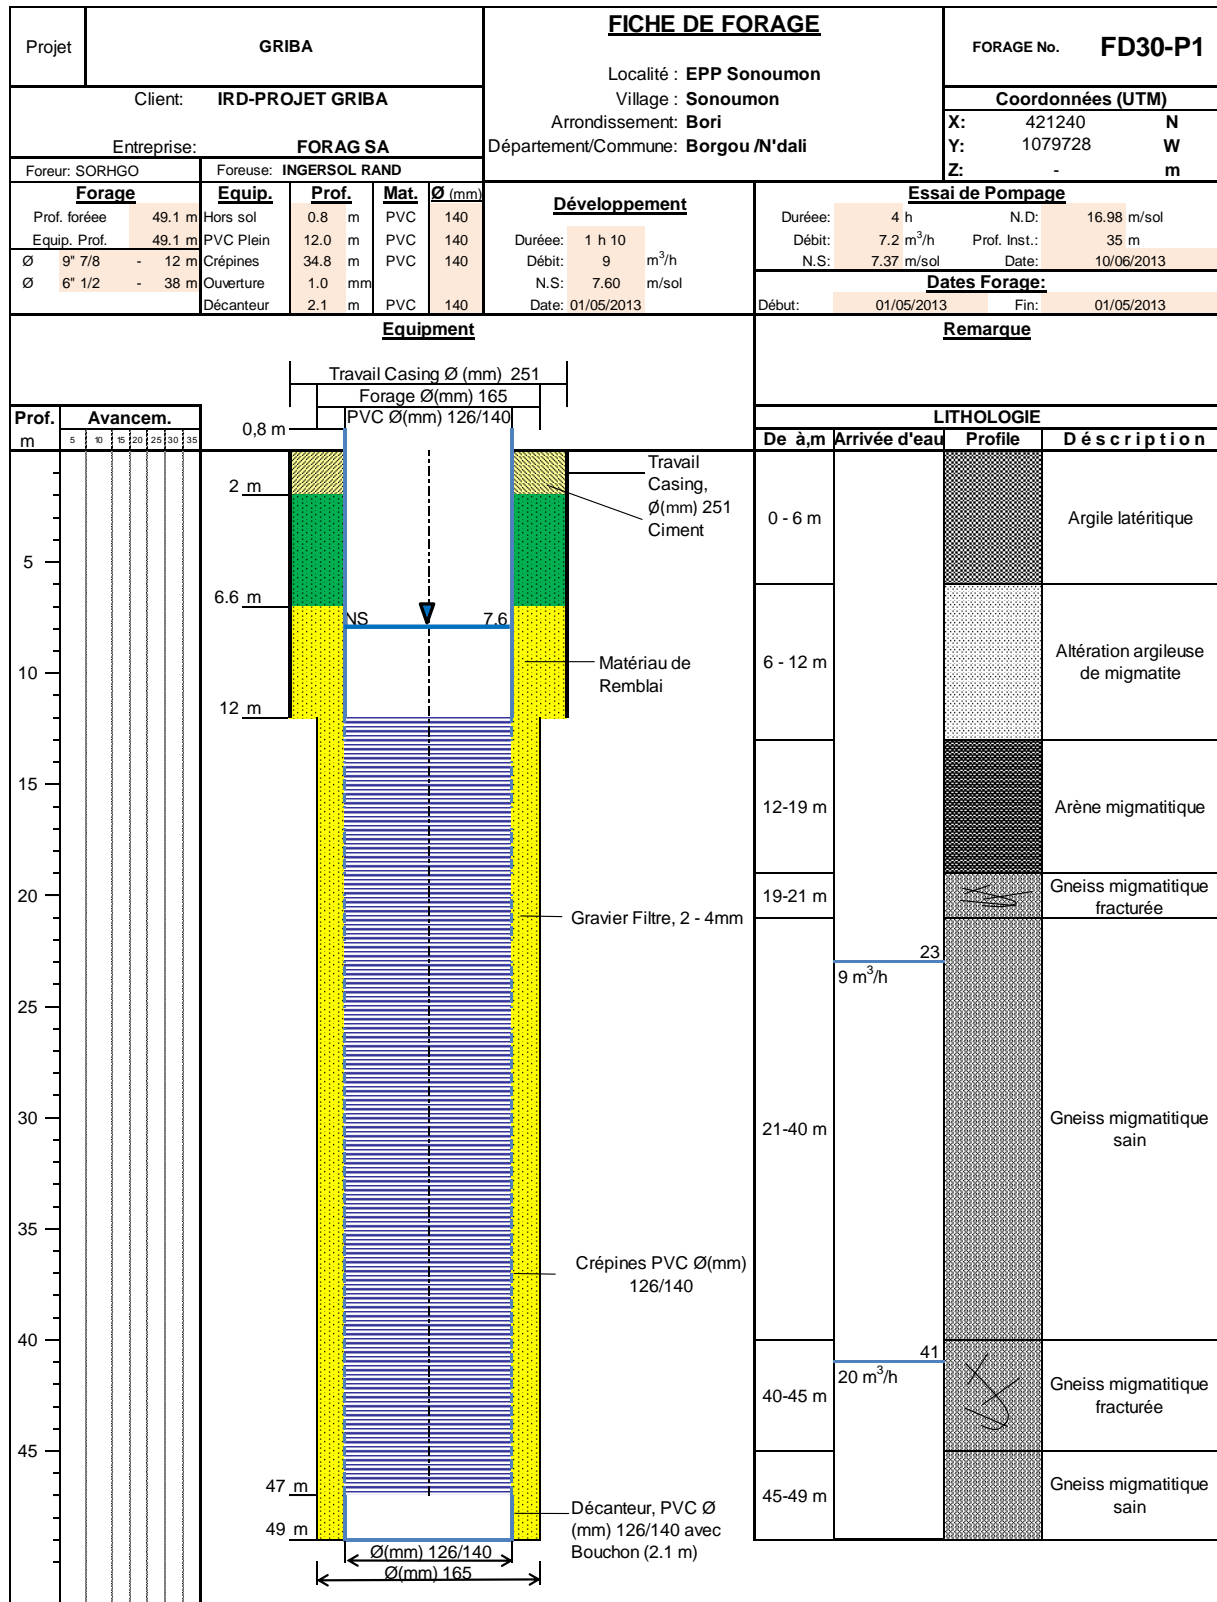 Projet
GRIBA
FICHE DE FORAGE
FORAGE No. FD30-P1
Localité : EPP Sonoumon
Client: IRD-PROJET GRIBA
Village : Sonoumon
Coordonnées (UTM)
Arrondissement: Bori
X: 421240 N
Entreprise: FORAG SA
Département/Commune: Borgou /N'dali
Y: 1079728 W
Foreur: SORHGO
Foreuse: INGERSOL RAND
Z: - m
Forage
Equip. Prof. Mat. Ø (mm)
Développement
Essai de Pompage
Prof. foréee 49.1 m
Hors sol 0.8 m PVC 140
Duréee: 4 h N.D: 16.98 m/sol
Equip. Prof. 49.1 m
PVC Plein 12.0 m PVC 140
Duréee: 1 h 10
Débit: 7.2 m³/h Prof. Inst.: 35 m
Ø 9" 7/8 - 12 m
Crépines 34.8 m PVC 140
Débit: 9 m³/h
N.S: 7.37 m/sol Date: 10/06/2013
Ø 6" 1/2 - 38 m
Ouverture 1.0 mm
N.S: 7.60 m/sol
Dates Forage:
Décanteur 2.1 m PVC 140
Date: 01/05/2013
Début: 01/05/2013 Fin: 01/05/2013
Equipment
Remarque
Travail Casing Ø (mm) 251
Forage Ø(mm) 165
PVC Ø(mm) 126/140
Prof. Avancem.
m 5 10 15 20 25 30 35
0,8 m
LITHOLOGIE
De à,m Arrivée d'eau Profile Déscription
Travail
Casing,
Ø(mm) 251
Ciment
2 m
0 - 6 m Argile latéritique
5
6.6 m
NS 7.6
Matériau de
Remblai
6 - 12 m
Altération argileuse
de migmatite
10
12 m
15
12-19 m Arène migmatitique
20
19-21 m
Gneiss migmatitique
fracturée
Gravier Filtre, 2 - 4mm
23
9 m³/h
25
30
21-40 m
Gneiss migmatitique
sain
35
Crépines PVC Ø(mm)
126/140
40
41
20 m³/h
40-45 m
Gneiss migmatitique
fracturée
45
47 m
45-49 m
Gneiss migmatitique
sain
49 m
Décanteur, PVC Ø
(mm) 126/140 avec
Bouchon (2.1 m)
Ø(mm) 126/140
Ø(mm) 165